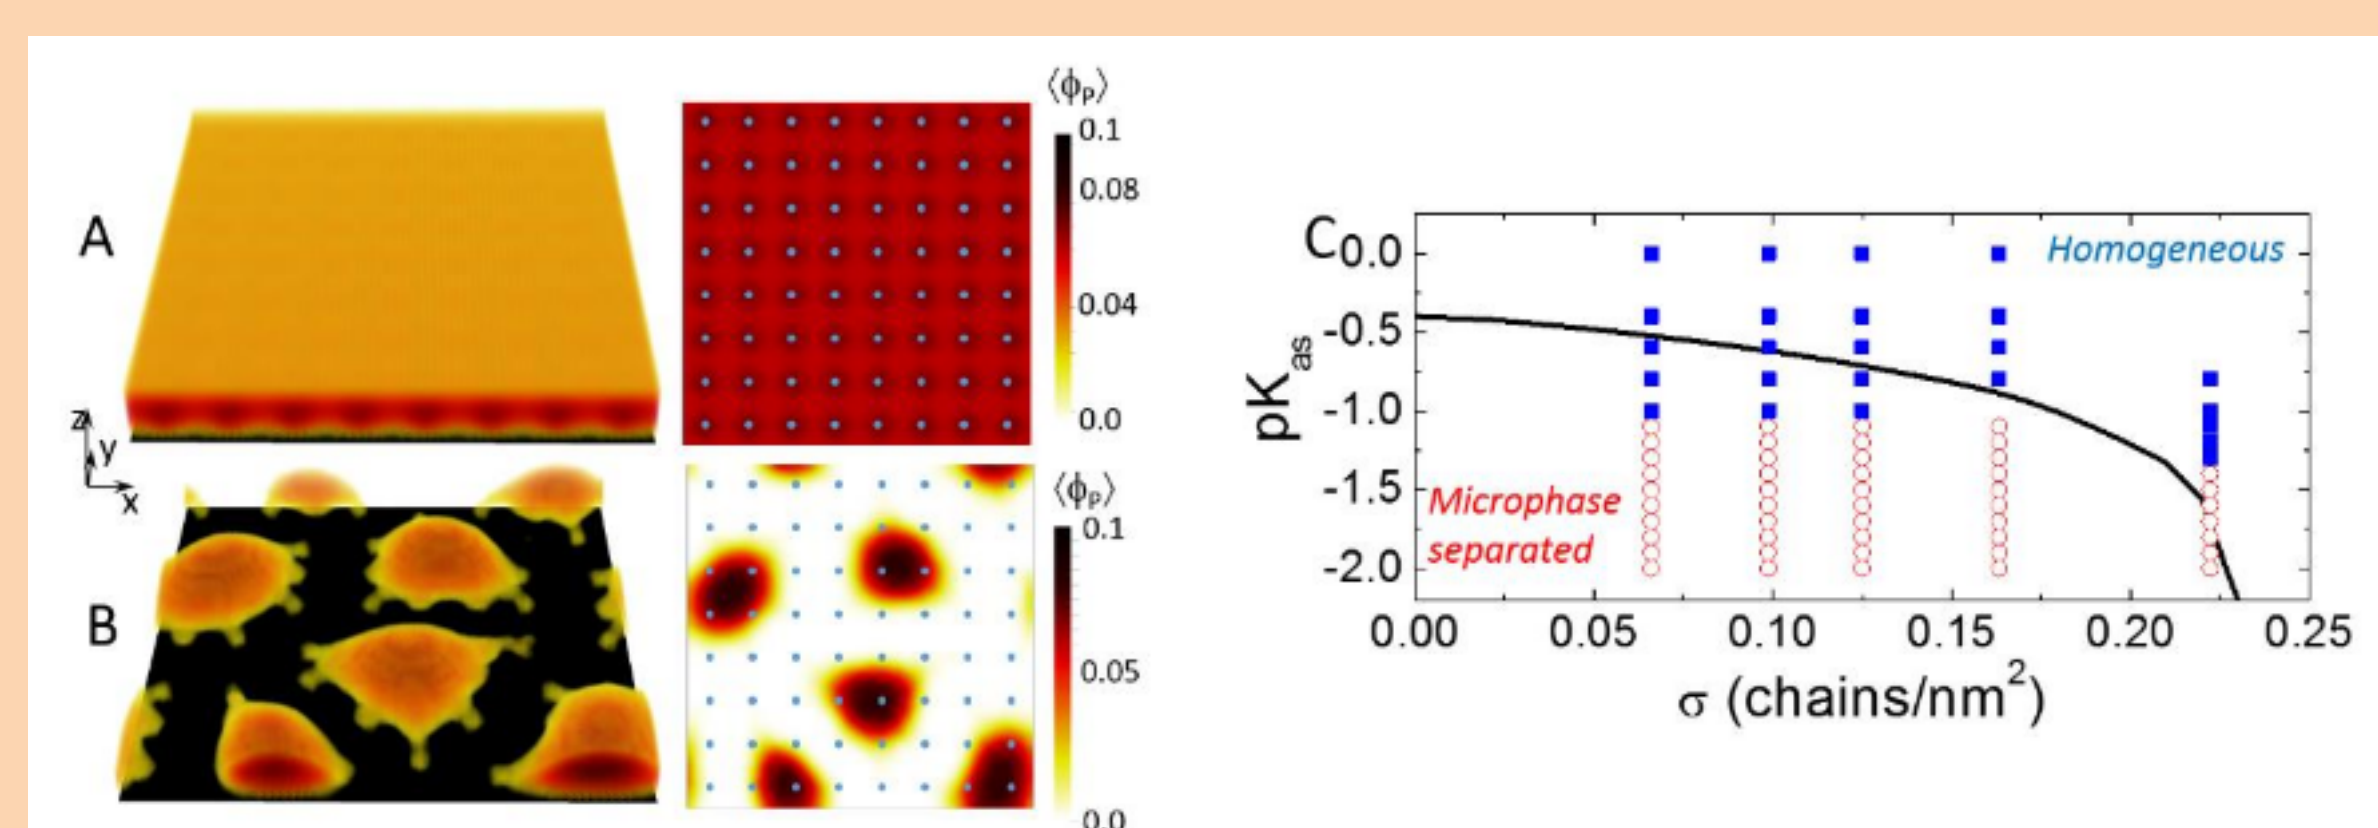 A
⟨ϕP⟩
0.1
0.08
0.04
0.0
z
y
x
B
⟨ϕP⟩
0.1
0.05
0.0
C
0.0
-0.5
-1.0
-1.5
-2.0
pKas
Homogeneous
Microphase
separated
0.00 0.05 0.10 0.15 0.20 0.25
σ (chains/nm²)